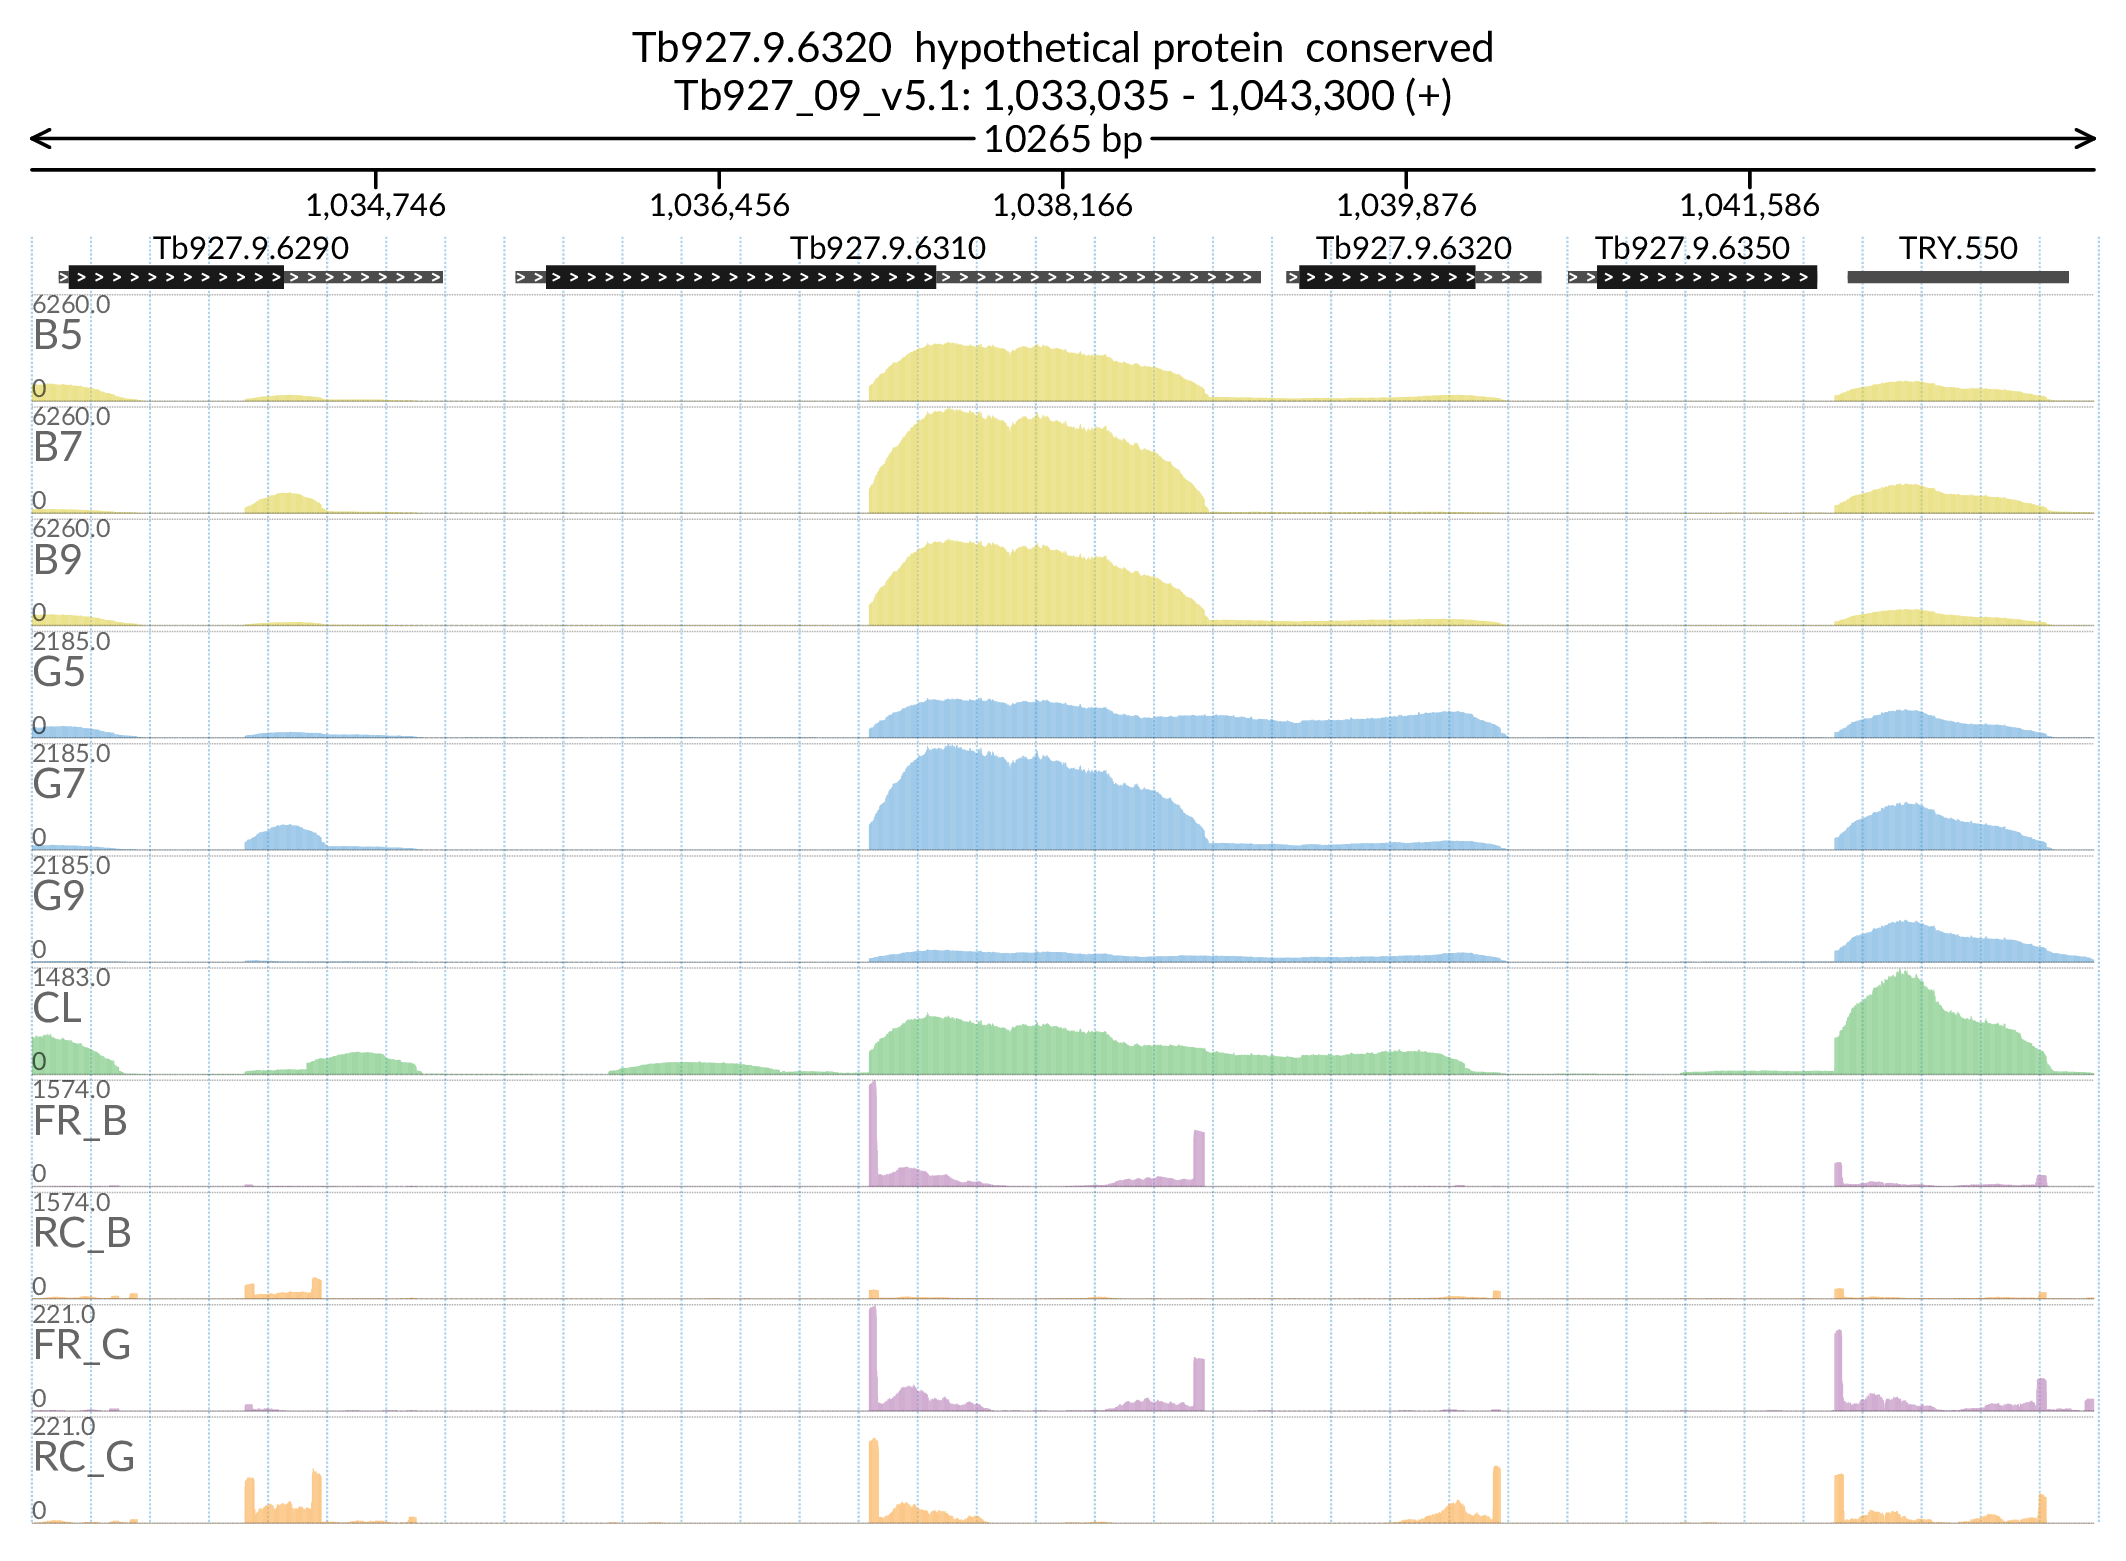 Tb927.9.6320  hypothetical protein  conserved
Tb927_09_v5.1: 1,033,035 - 1,043,300 (+)
10265 bp
1,034,746 1,036,456 1,038,166 1,039,876 1,041,586
Tb927.9.6290 Tb927.9.6310 Tb927.9.6320 Tb927.9.6350 TRY.550
6260.0
B5
0
6260.0
B7
0
6260.0
B9
0
2185.0
G5
0
2185.0
G7
0
2185.0
G9
0
1483.0
CL
0
1574.0
FR_B
0
1574.0
RC_B
0
221.0
FR_G
0
221.0
RC_G
0